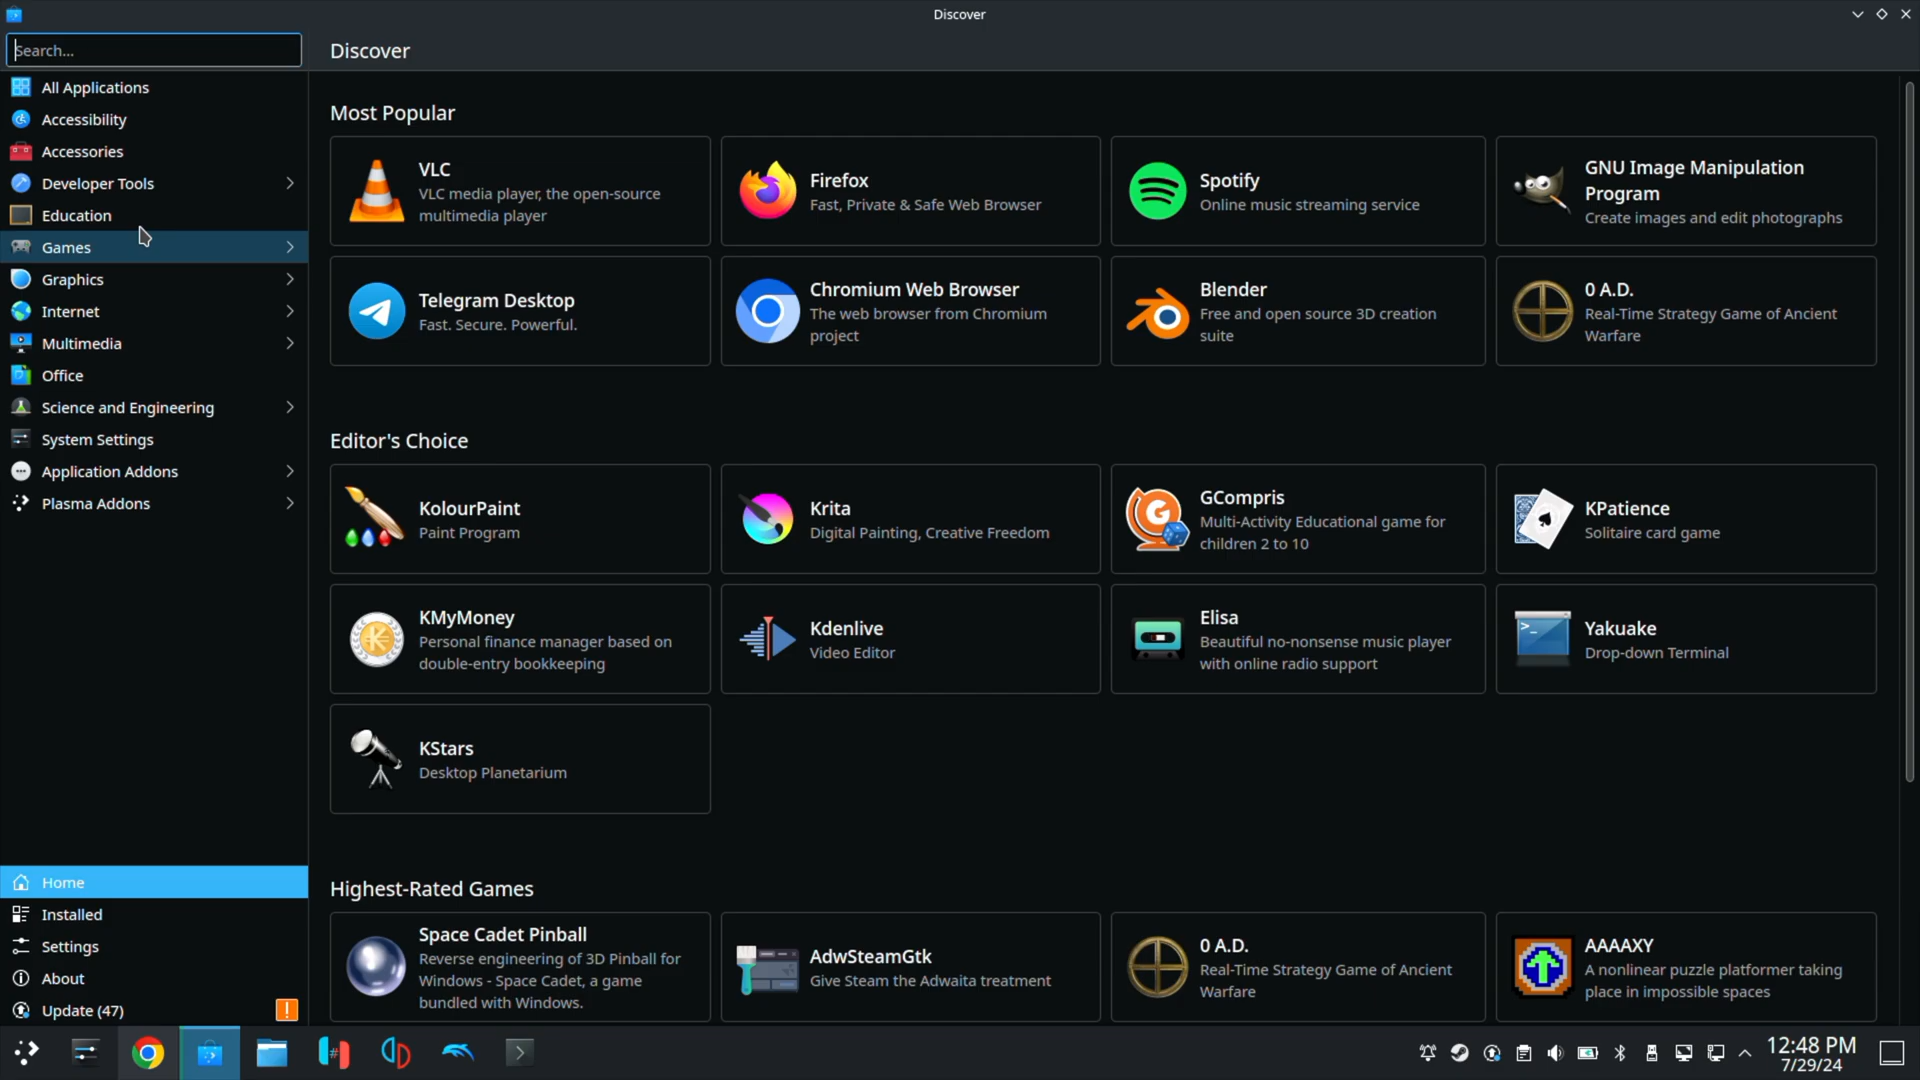 Discover
Search...
Discover
All Applications
Accessibility
Accessories
Developer Tools
Education
Games
Graphics
Internet
Multimedia
Office
Science and Engineering
System Settings
Application Addons
Plasma Addons
Home
Installed
Settings
About
Update (47)
Most Popular
VLC
VLC media player, the open-source
multimedia player
Firefox
Fast, Private & Safe Web Browser
Spotify
Online music streaming service
GNU Image Manipulation
Program
Create images and edit photographs
Telegram Desktop
Fast. Secure. Powerful.
Chromium Web Browser
The web browser from Chromium
project
Blender
Free and open source 3D creation
suite
0 A.D.
Real-Time Strategy Game of Ancient
Warfare
Editor's Choice
KolourPaint
Paint Program
Krita
Digital Painting, Creative Freedom
GCompris
Multi-Activity Educational game for
children 2 to 10
KPatience
Solitaire card game
KMyMoney
Personal finance manager based on
double-entry bookkeeping
Kdenlive
Video Editor
Elisa
Beautiful no-nonsense music player
with online radio support
Yakuake
Drop-down Terminal
KStars
Desktop Planetarium
Highest-Rated Games
Space Cadet Pinball
Reverse engineering of 3D Pinball for
Windows - Space Cadet, a game
bundled with Windows.
AdwSteamGtk
Give Steam the Adwaita treatment
0 A.D.
Real-Time Strategy Game of Ancient
Warfare
AAAAXY
A nonlinear puzzle platformer taking
place in impossible spaces
12:48 PM
7/29/24